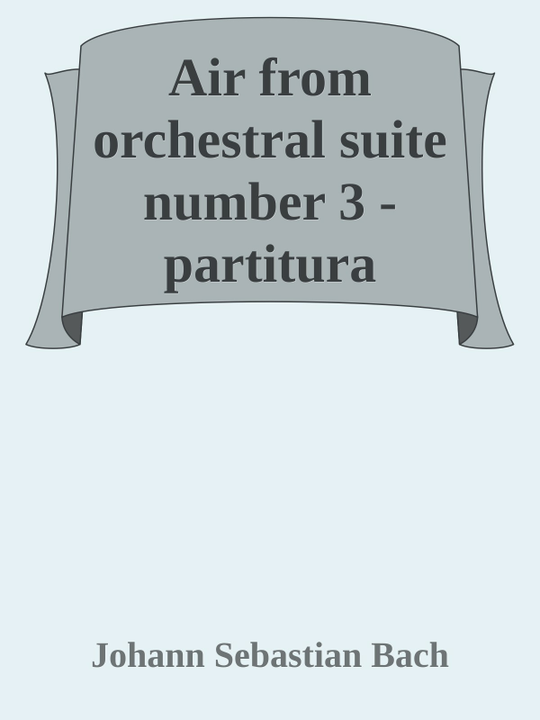 Air from
orchestral suite
number 3 -
partitura
Johann Sebastian Bach